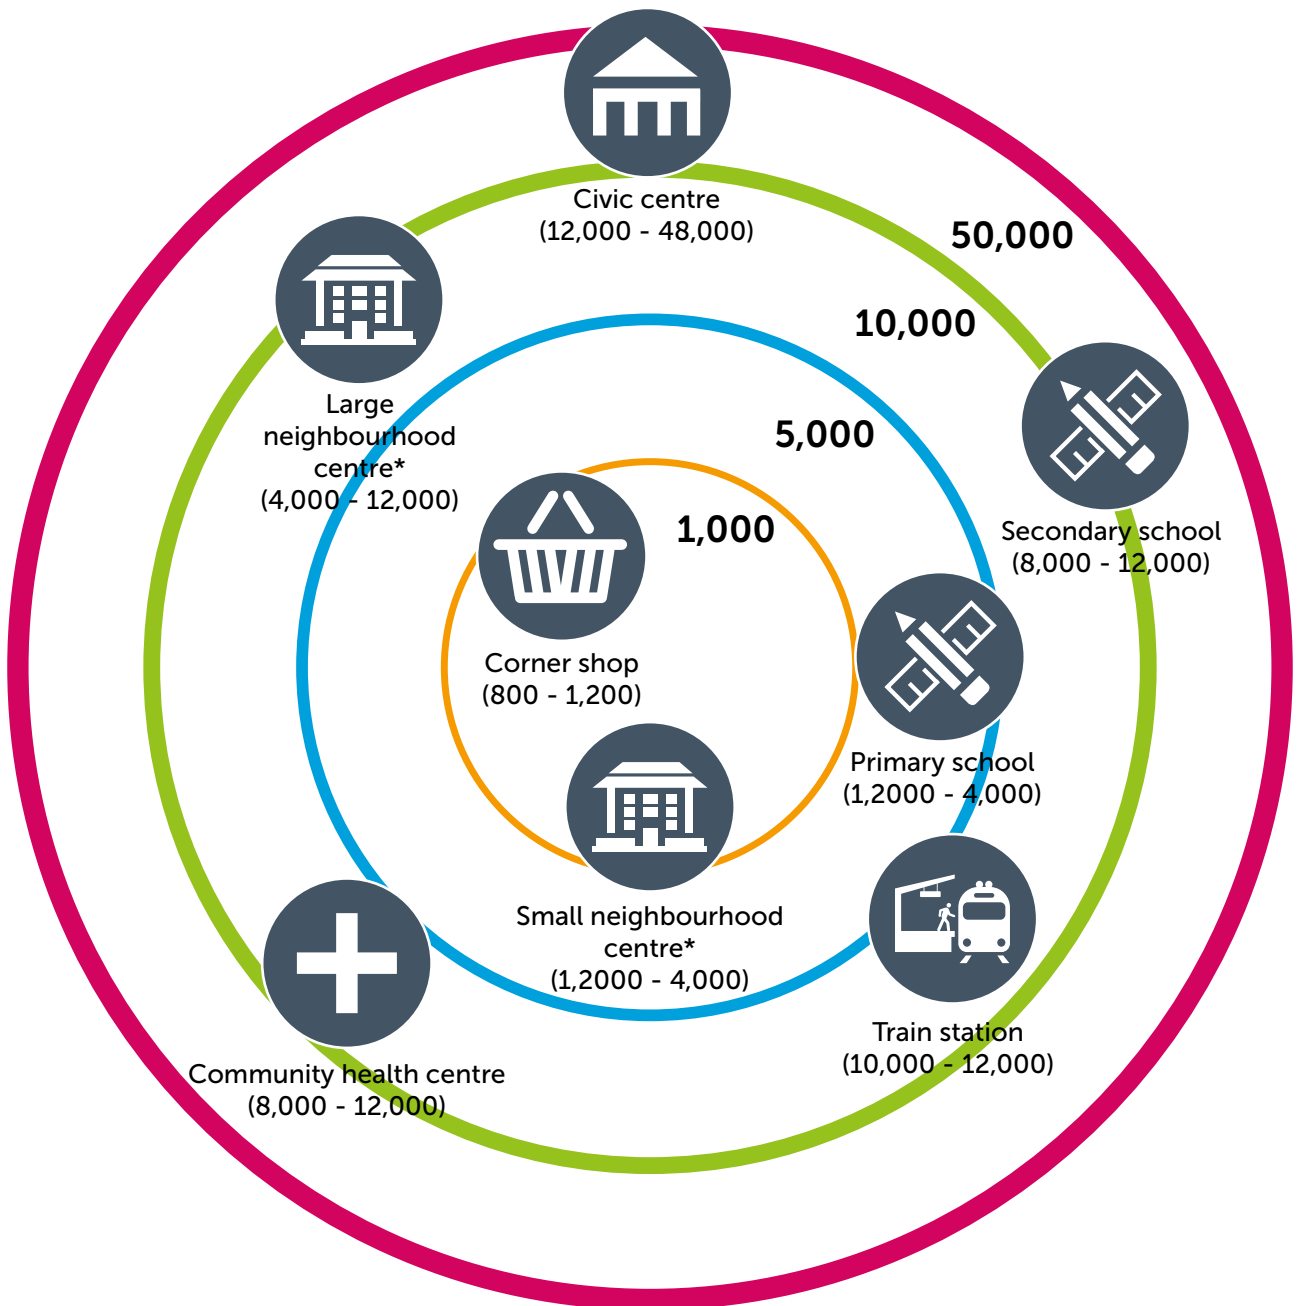 Civic centre
(12,000 - 48,000)
50,000
10,000
Large
neighbourhood
centre*
(4,000 - 12,000)
5,000
1,000
Secondary school
(8,000 - 12,000)
Corner shop
(800 - 1,200)
Primary school
(1,2000 - 4,000)
Small neighbourhood
centre*
(1,2000 - 4,000)
Train station
(10,000 - 12,000)
Community health centre
(8,000 - 12,000)